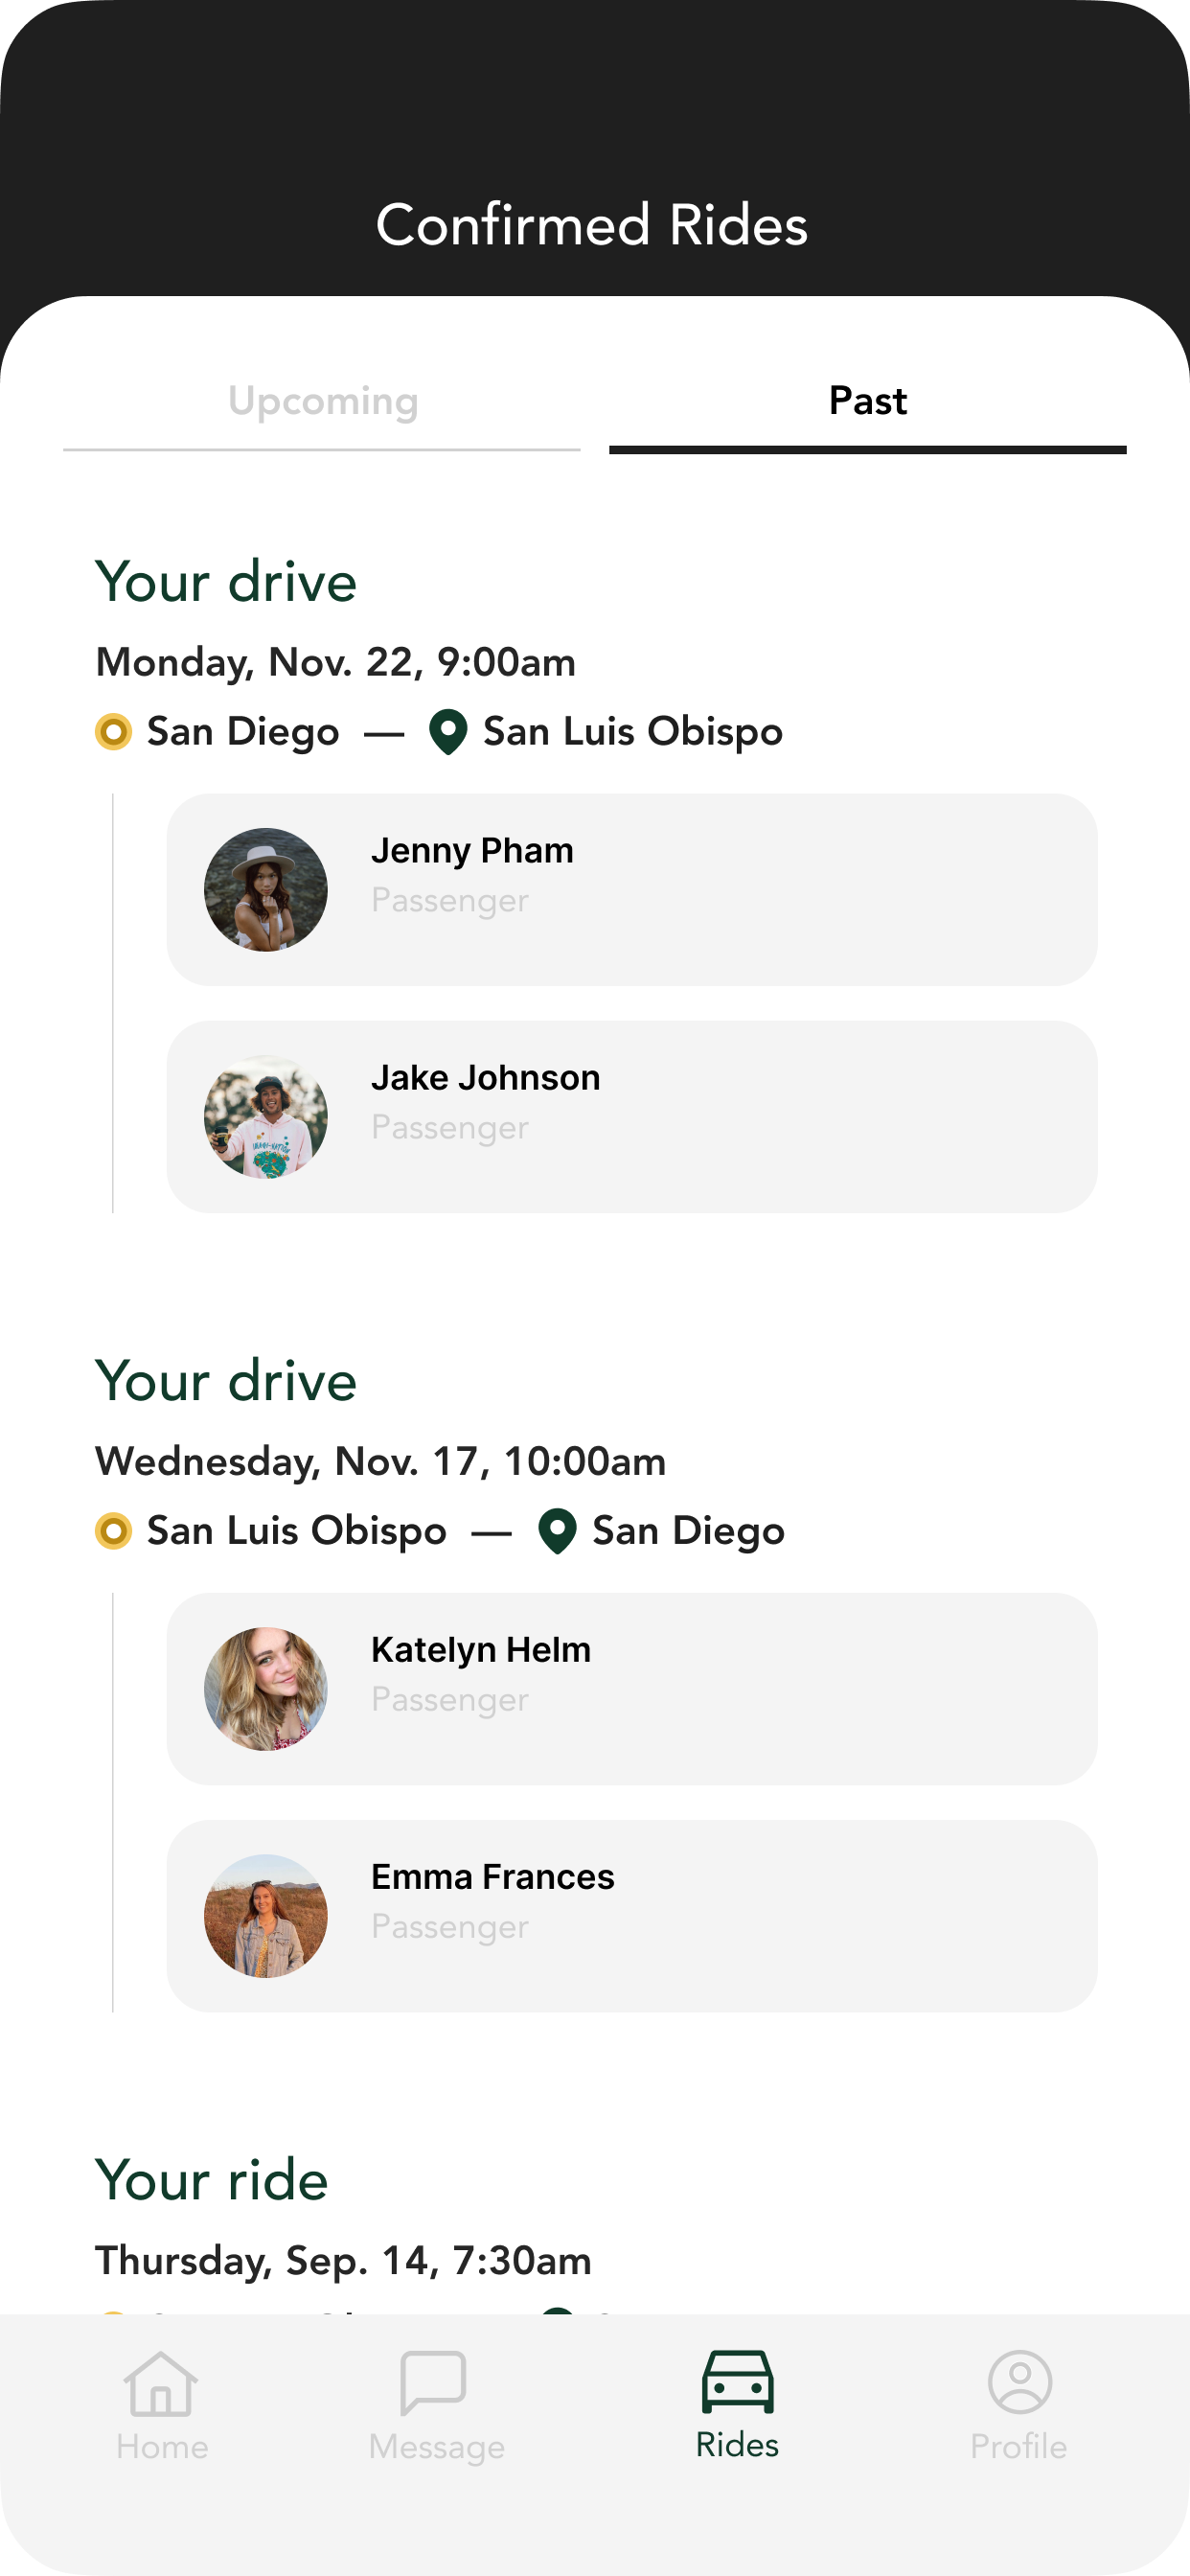 Confirmed Rides
Upcoming
Past
Your drive
Monday, Nov. 22, 9:00am
San Diego — San Luis Obispo
Jenny Pham
Passenger
Jake Johnson
Passenger
Your drive
Wednesday, Nov. 17, 10:00am
San Luis Obispo — San Diego
Katelyn Helm
Passenger
Emma Frances
Passenger
Your ride
Thursday, Sep. 14, 7:30am
Home
Message
Rides
Profile